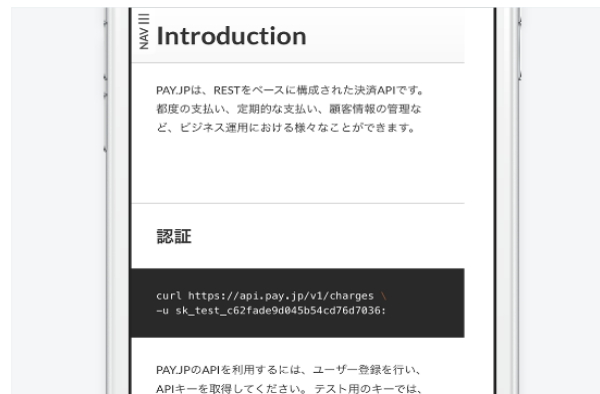 NAV
Introduction
PAY.JPは、RESTをベースに構成された決済APIです。
都度の支払い、定期的な支払い、顧客情報の管理な
ど、ビジネス運用における様々なことができます。
認証
curl https://api.pay.jp/v1/charges \
-u sk_test_c62fade9d045b54cd76d7036:
PAY.JPのAPIを利用するには、ユーザー登録を行い、
APIキーを取得してください。 テスト用のキーでは、